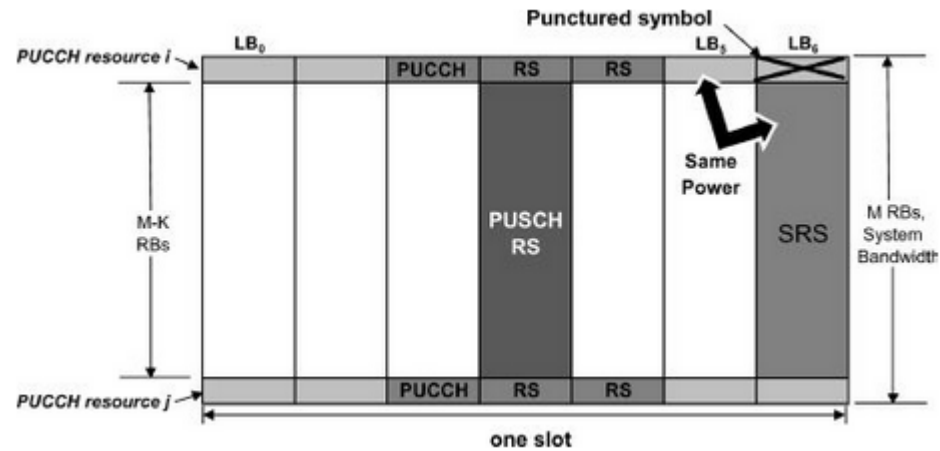 Punctured symbol
PUCCH resource i
LB0
LB5
LB6
PUCCH
RS
RS
Same
Power
M-K
RBs
PUSCH
RS
SRS
M RBs,
System
Bandwidth
PUCCH
RS
RS
PUCCH resource j
one slot